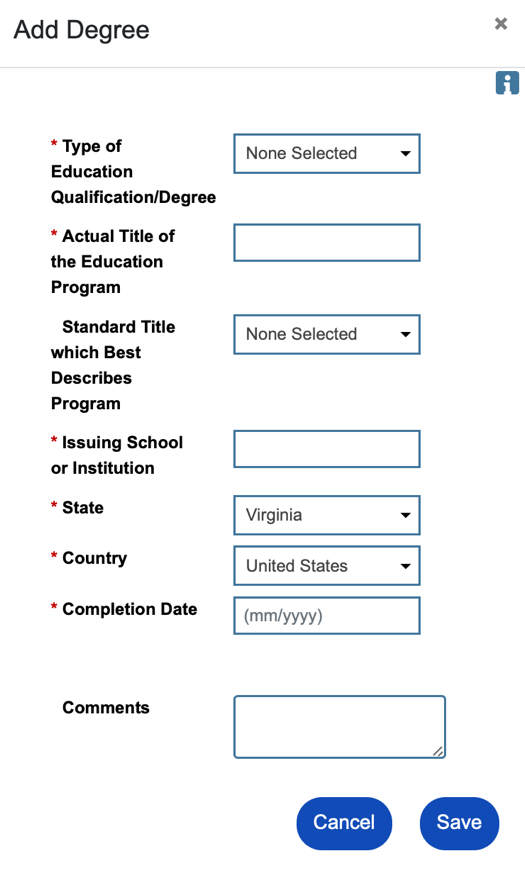 Add Degree
×
i
* Type of
Education
Qualification/Degree
None Selected
* Actual Title of
the Education
Program
Standard Title
which Best
Describes
Program
None Selected
* Issuing School
or Institution
* State
Virginia
* Country
United States
* Completion Date
(mm/yyyy)
Comments
Cancel
Save